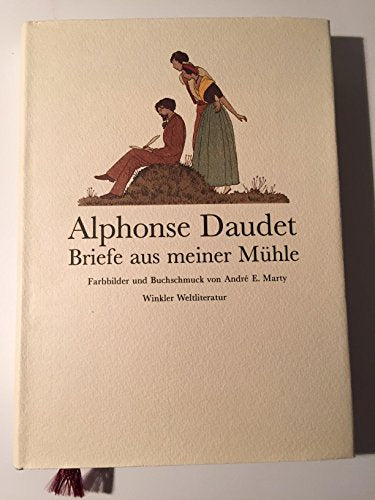 Alphonse Daudet
Briefe aus meiner Mühle
Farbbilder und Buchschmuck von André E. Marty
Winkler Weltliteratur